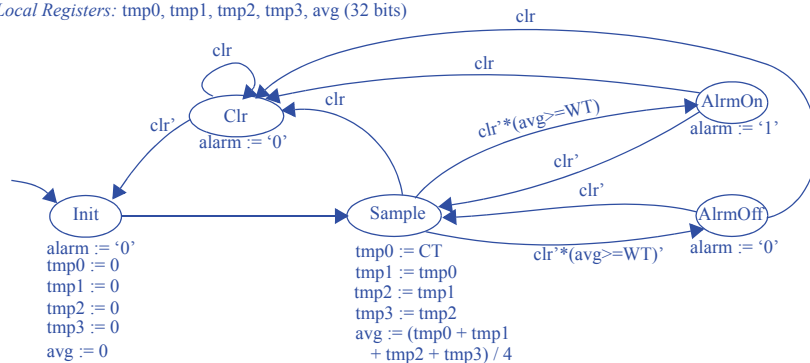 Local Registers: tmp0, tmp1, tmp2, tmp3, avg (32 bits)
clr
clr
clr
clr
Clr
alarm := ‘0’
clr’
clr’*(avg>=WT)
AlrmOn
alarm := ‘1’
clr’
clr’
Init
Sample
AlrmOff
alarm := ‘0’
clr’*(avg>=WT)’
alarm := ‘0’
tmp0 := 0
tmp1 := 0
tmp2 := 0
tmp3 := 0
avg := 0
tmp0 := CT
tmp1 := tmp0
tmp2 := tmp1
tmp3 := tmp2
avg := (tmp0 + tmp1
+ tmp2 + tmp3) / 4